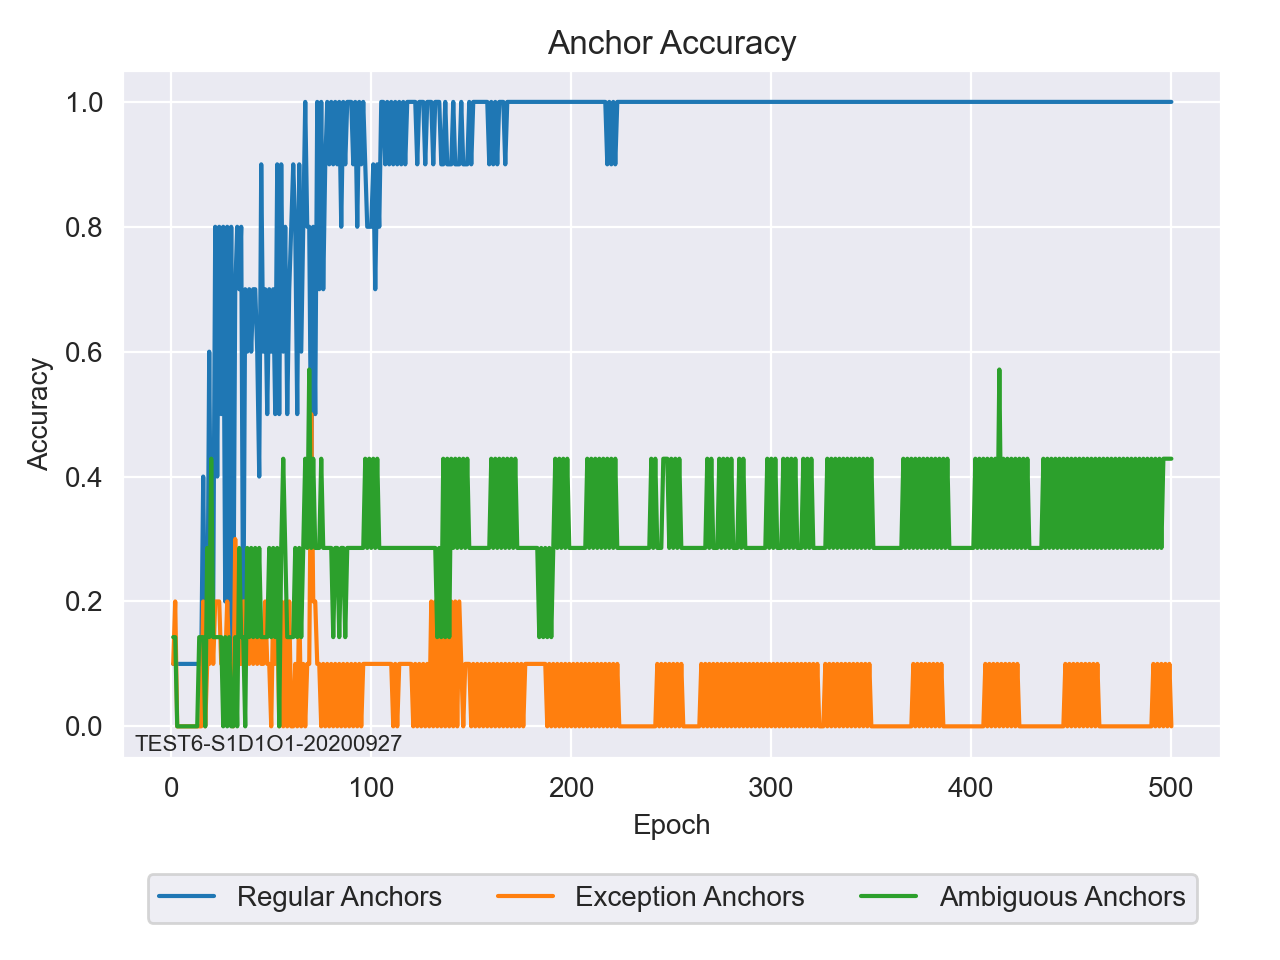 Anchor Accuracy
1.0
0.8
0.6
0.4
0.2
0.0
Accuracy
TEST6-S1D1O1-20200927
0 100 200 300 400 500
Epoch
Regular Anchors Exception Anchors Ambiguous Anchors